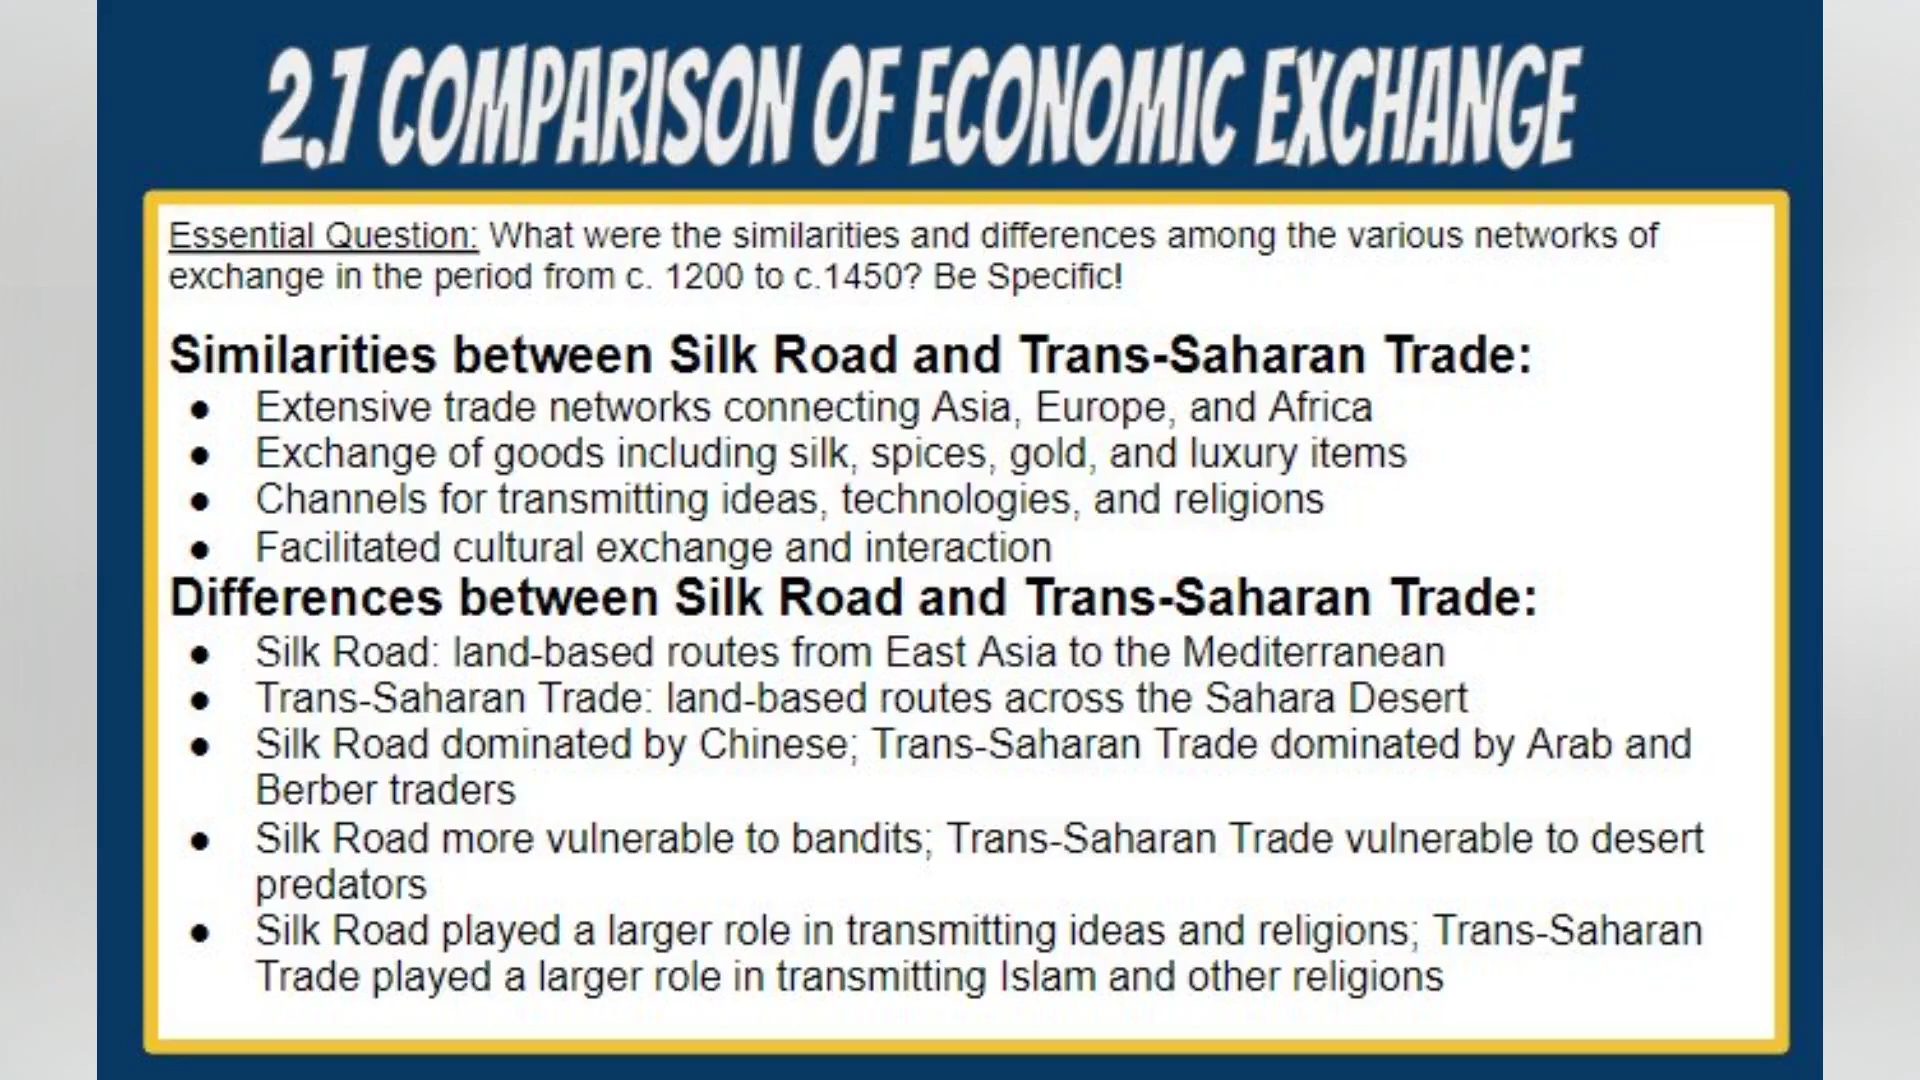 2.7 COMPARISON OF ECONOMIC EXCHANGE
Essential Question: What were the similarities and differences among the various networks of
exchange in the period from c. 1200 to c.1450? Be Specific!
Similarities between Silk Road and Trans-Saharan Trade:
● Extensive trade networks connecting Asia, Europe, and Africa
● Exchange of goods including silk, spices, gold, and luxury items
● Channels for transmitting ideas, technologies, and religions
● Facilitated cultural exchange and interaction
Differences between Silk Road and Trans-Saharan Trade:
● Silk Road: land-based routes from East Asia to the Mediterranean
● Trans-Saharan Trade: land-based routes across the Sahara Desert
● Silk Road dominated by Chinese; Trans-Saharan Trade dominated by Arab and
Berber traders
● Silk Road more vulnerable to bandits; Trans-Saharan Trade vulnerable to desert
predators
● Silk Road played a larger role in transmitting ideas and religions; Trans-Saharan
Trade played a larger role in transmitting Islam and other religions